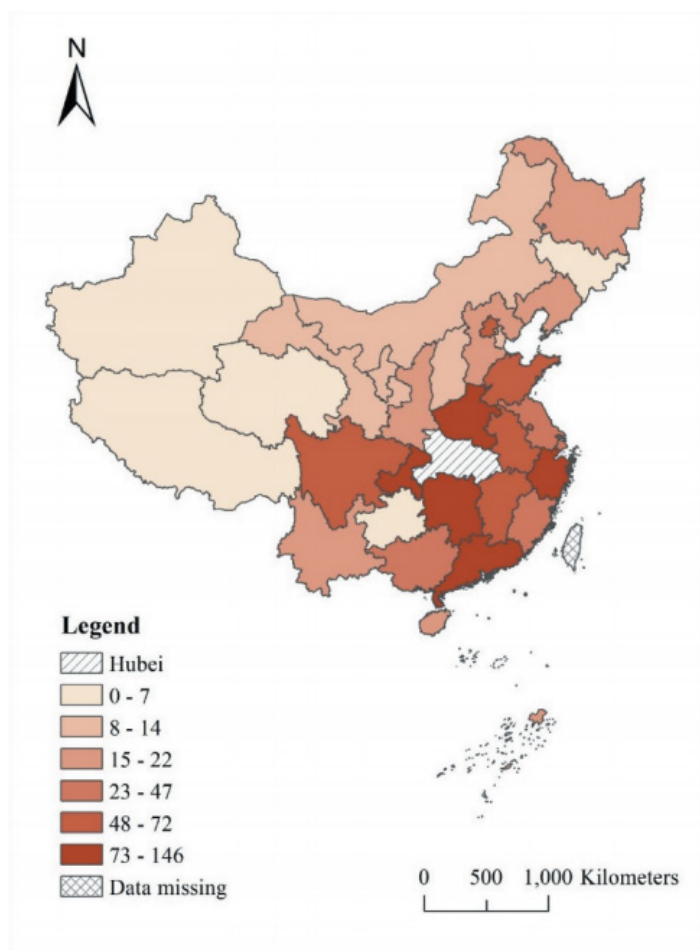 N
Legend
Hubei
0 - 7
8 - 14
15 - 22
23 - 47
48 - 72
73 - 146
Data missing
0 500 1,000 Kilometers